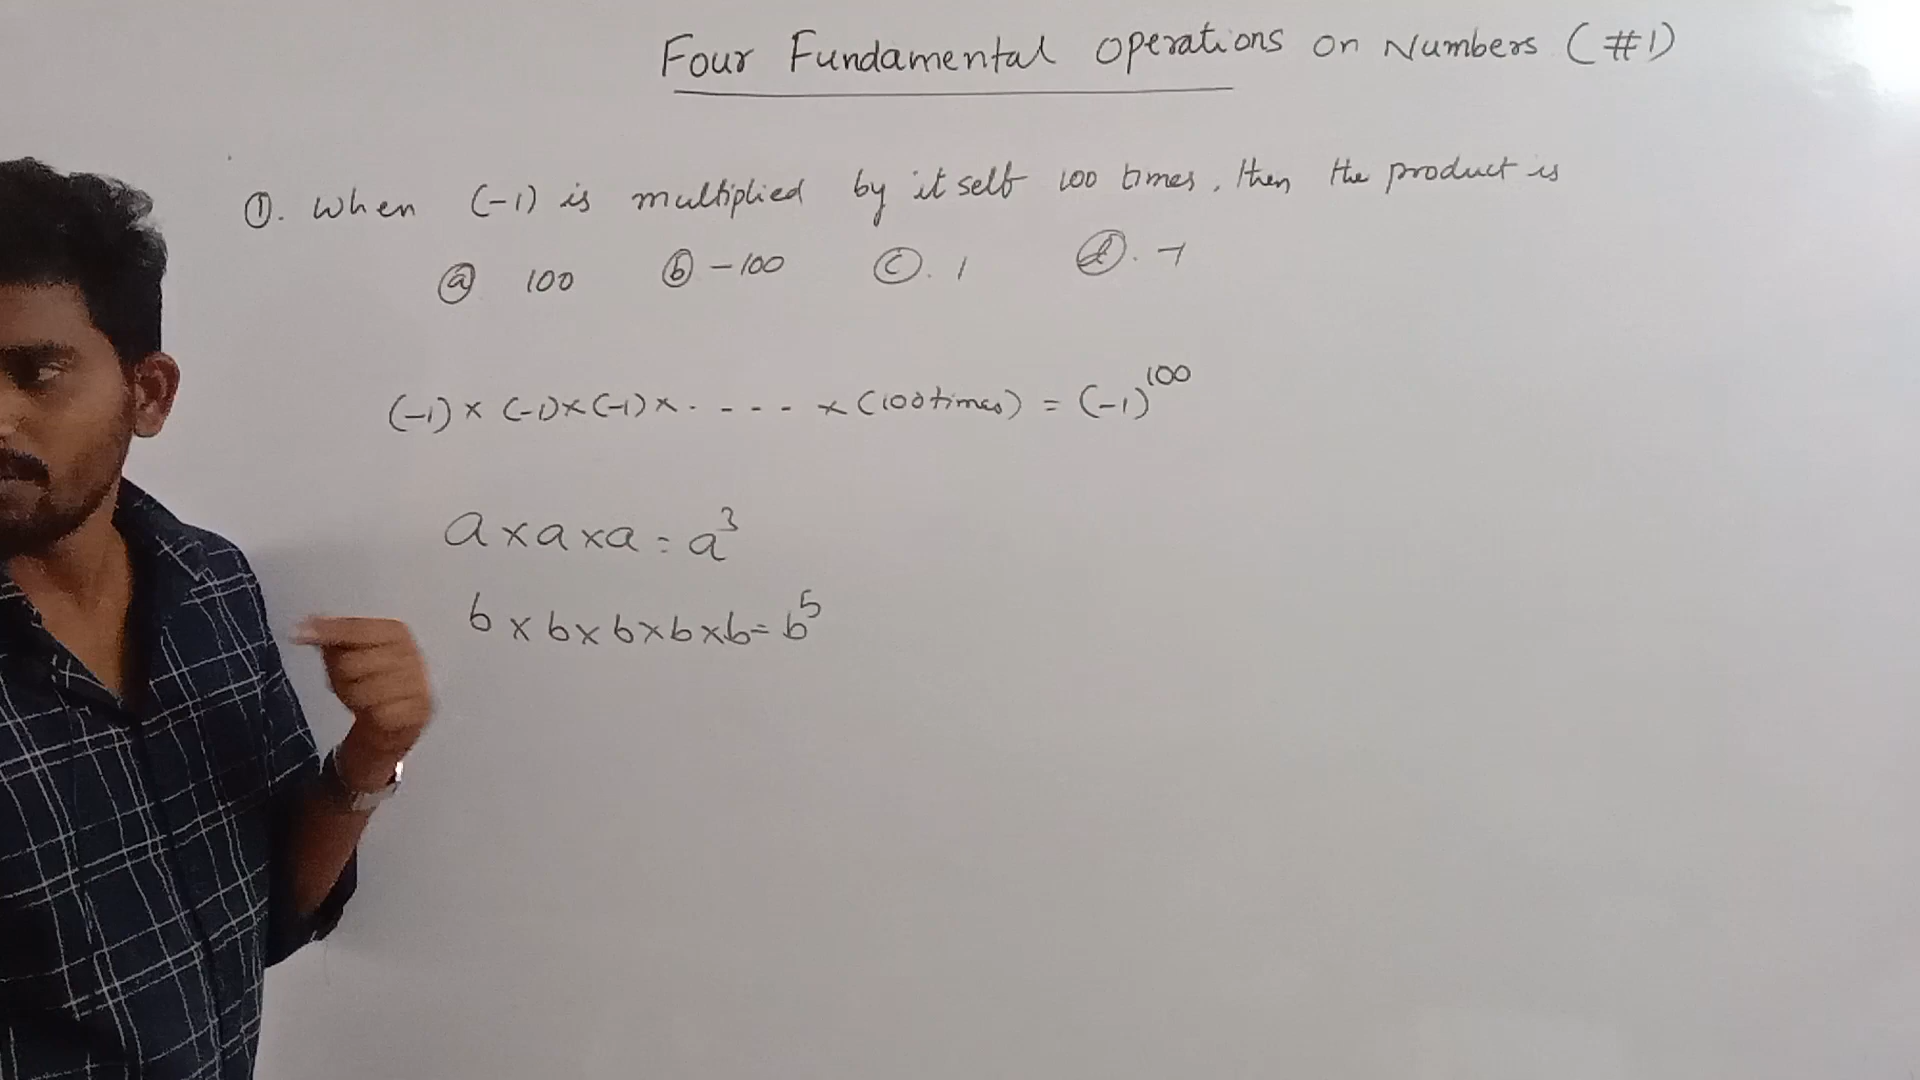 Four Fundamental Operations on Numbers (#1)
①. When (-1) is multiplied by it self 100 times, then the product is
ⓐ 100 ⓑ -100 ⓒ. 1 ⓓ. -1
(-1) × (-1) × (-1) × . - - - - × (100 times) = (-1)^100
a × a × a = a^3
b × b × b × b × b = b^5